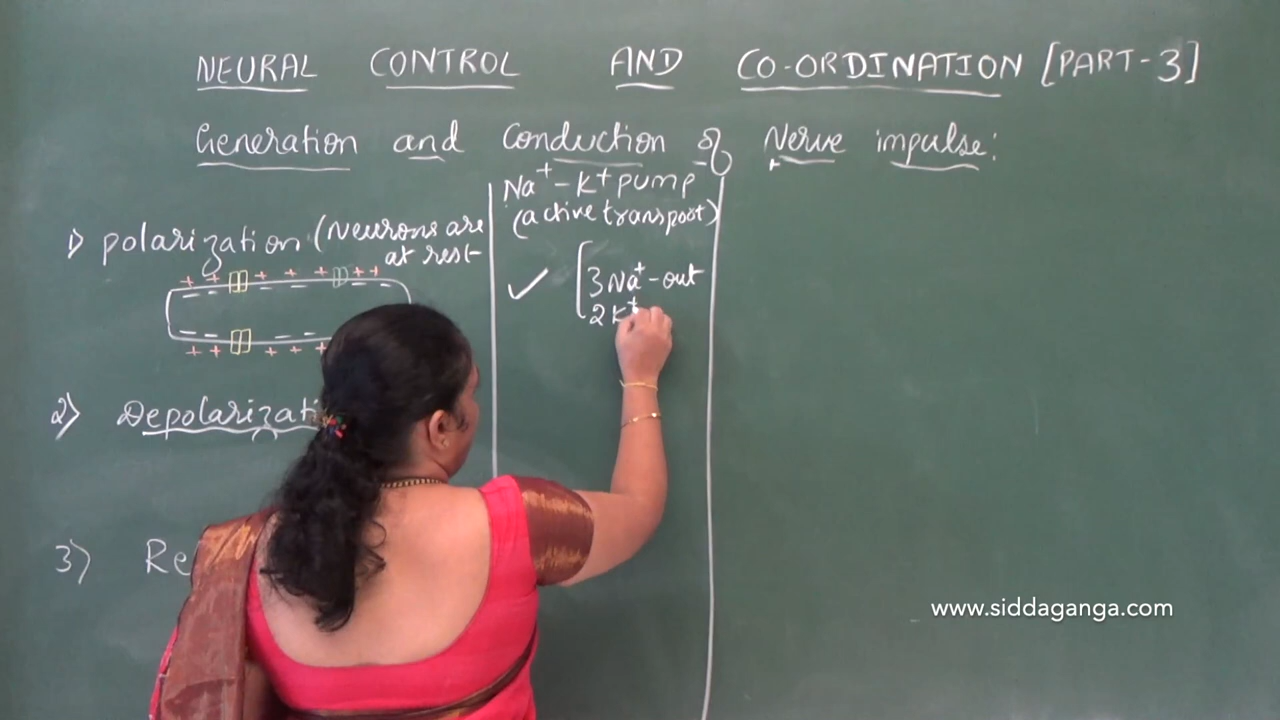 NEURAL CONTROL AND CO-ORDINATION [PART-3]
Generation and Conduction of Nerve impulse:
1) polarization (Neurons are
at rest
+ + + + + + +
- - - - - - - -
- - - - -
+ + + + +
2) Depolarizati
3) Re
Na⁺-K⁺ pump
(active transport)
✓ [3Na⁺-out
2K⁺
www.siddaganga.com